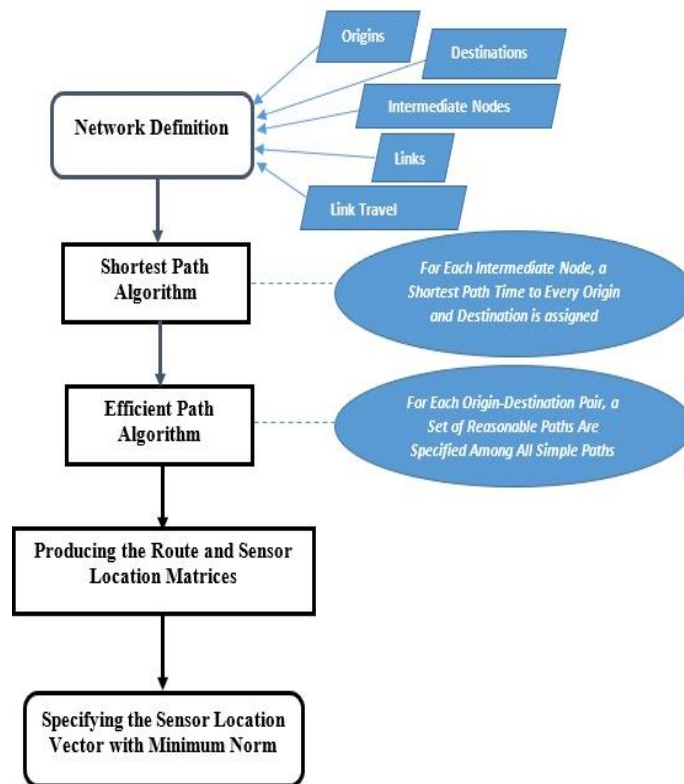 Origins
Destinations
Network Definition
Intermediate Nodes
Links
Link Travel
Shortest Path
Algorithm
For Each Intermediate Node, a
Shortest Path Time to Every Origin
and Destination is assigned
Efficient Path
Algorithm
For Each Origin-Destination Pair, a
Set of Reasonable Paths Are
Specified Among All Simple Paths
Producing the Route and Sensor
Location Matrices
Specifying the Sensor Location
Vector with Minimum Norm